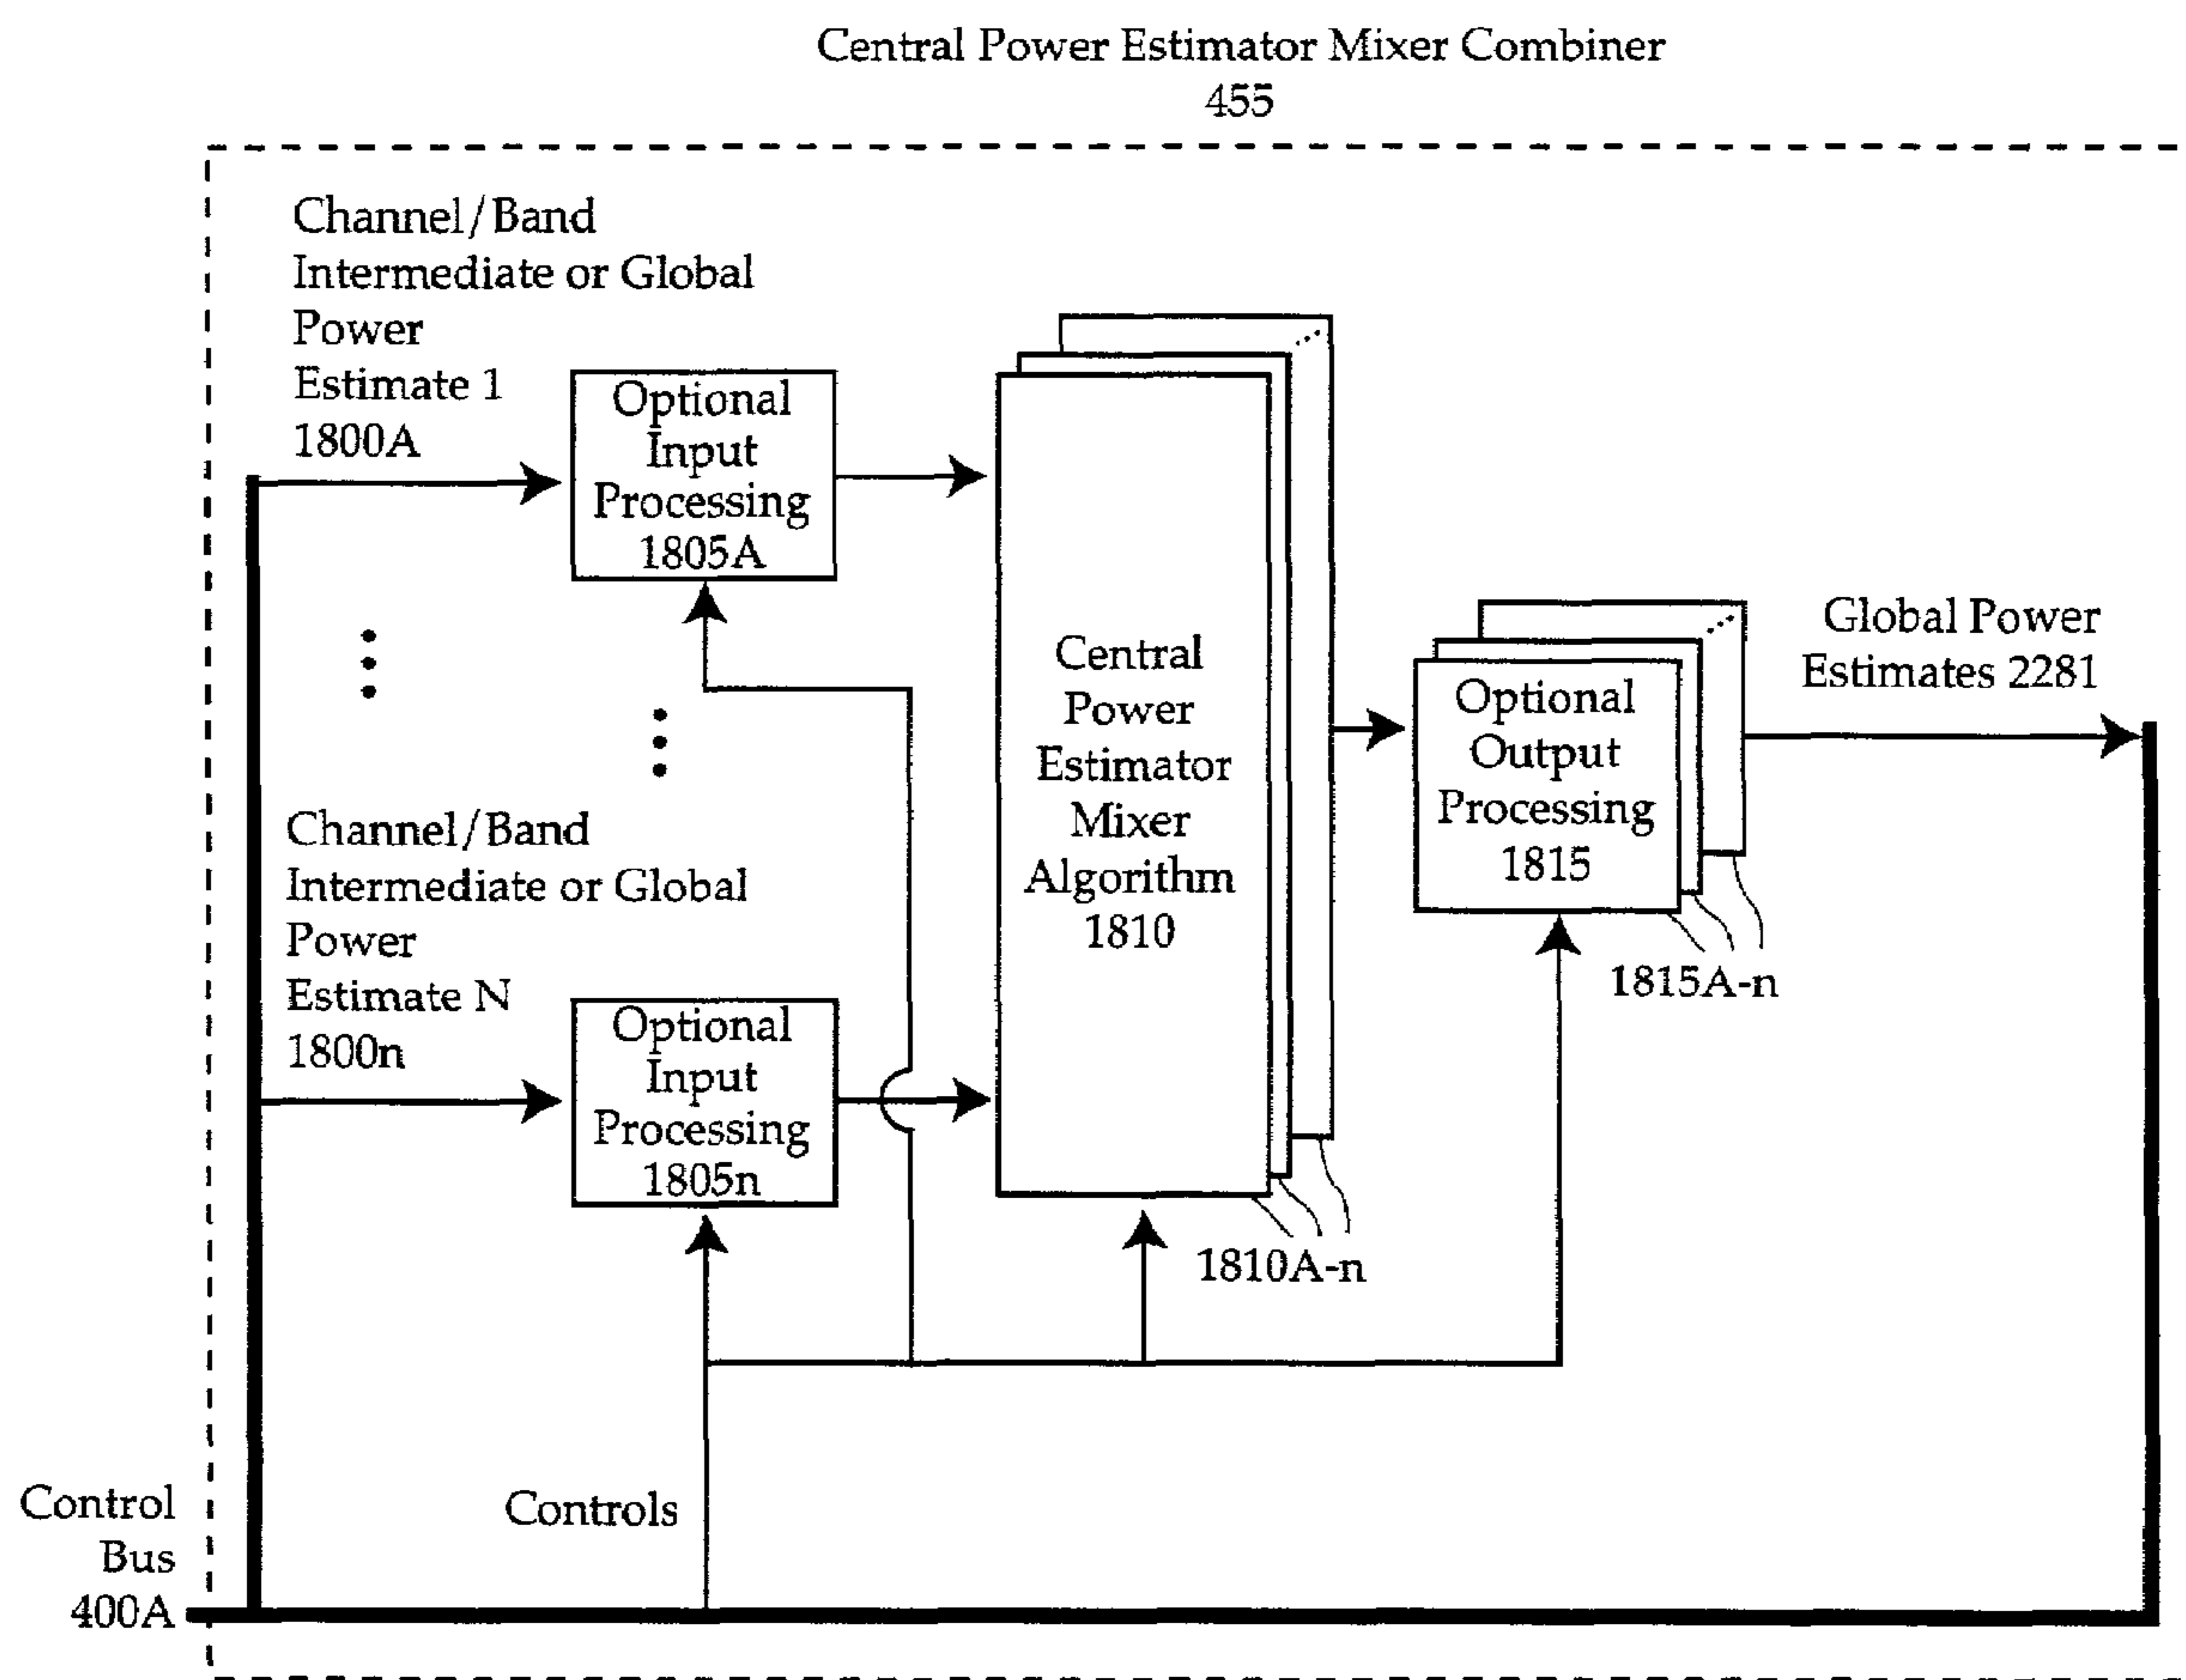 Central Power Estimator Mixer Combiner
455
Channel/Band
Intermediate or Global
Power
Estimate 1
1800A
Optional
Input
Processing
1805A
Central
Power
Estimator
Mixer
Algorithm
1810
Global Power
Estimates 2281
Optional
Output
Processing
1815
1815A-n
Channel/Band
Intermediate or Global
Power
Estimate N
1800n
Optional
Input
Processing
1805n
1810A-n
Control
Bus
400A
Controls